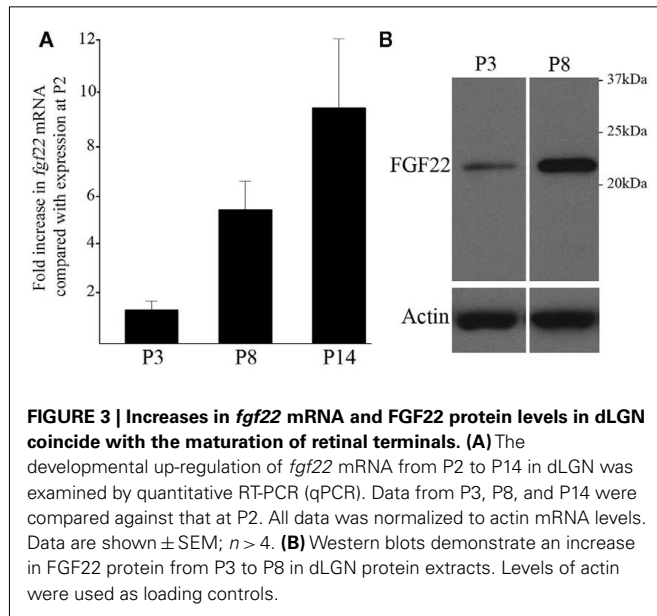 A
Fold increase in fgf22 mRNA
compared with expression at P2
12
10
8
6
4
2
P3 P8 P14
B
P3 P8
37kDa
25kDa
FGF22
20kDa
Actin
FIGURE 3 | Increases in fgf22 mRNA and FGF22 protein levels in dLGN
coincide with the maturation of retinal terminals. (A) The
developmental up-regulation of fgf22 mRNA from P2 to P14 in dLGN was
examined by quantitative RT-PCR (qPCR). Data from P3, P8, and P14 were
compared against that at P2. All data was normalized to actin mRNA levels.
Data are shown ± SEM; n > 4. (B) Western blots demonstrate an increase
in FGF22 protein from P3 to P8 in dLGN protein extracts. Levels of actin
were used as loading controls.